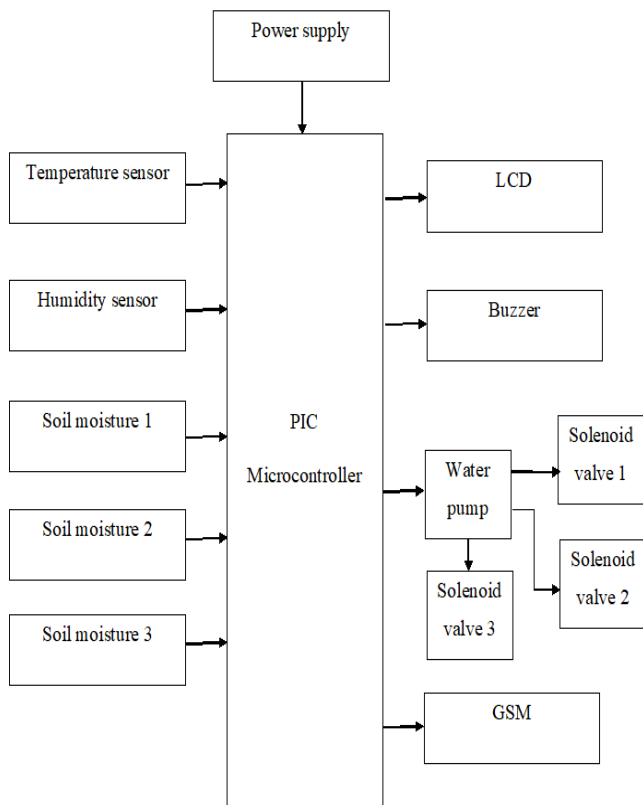 Power supply
Temperature sensor
Humidity sensor
Soil moisture 1
Soil moisture 2
Soil moisture 3
PIC
Microcontroller
LCD
Buzzer
Water
pump
Solenoid
valve 1
Solenoid
valve 2
Solenoid
valve 3
GSM